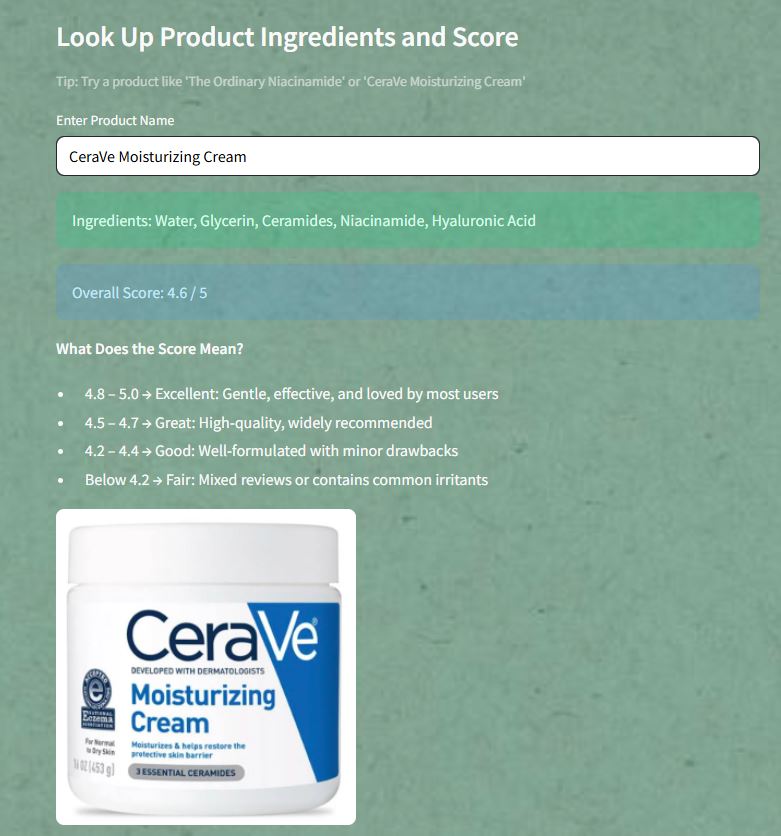 Look Up Product Ingredients and Score
Tip: Try a product like 'The Ordinary Niacinamide' or 'CeraVe Moisturizing Cream'
Enter Product Name
CeraVe Moisturizing Cream
Ingredients: Water, Glycerin, Ceramides, Niacinamide, Hyaluronic Acid
Overall Score: 4.6 / 5
What Does the Score Mean?
• 4.8 – 5.0 → Excellent: Gentle, effective, and loved by most users
• 4.5 – 4.7 → Great: High-quality, widely recommended
• 4.2 – 4.4 → Good: Well-formulated with minor drawbacks
• Below 4.2 → Fair: Mixed reviews or contains common irritants
CeraVe®
DEVELOPED WITH DERMATOLOGISTS
Moisturizing
Cream
ACCEPTED
e
NATIONAL
Eczema
ASSOCIATION
For Normal
to Dry Skin
Moisturizes & helps restore the
protective skin barrier
3 ESSENTIAL CERAMIDES
16 OZ (453 g)